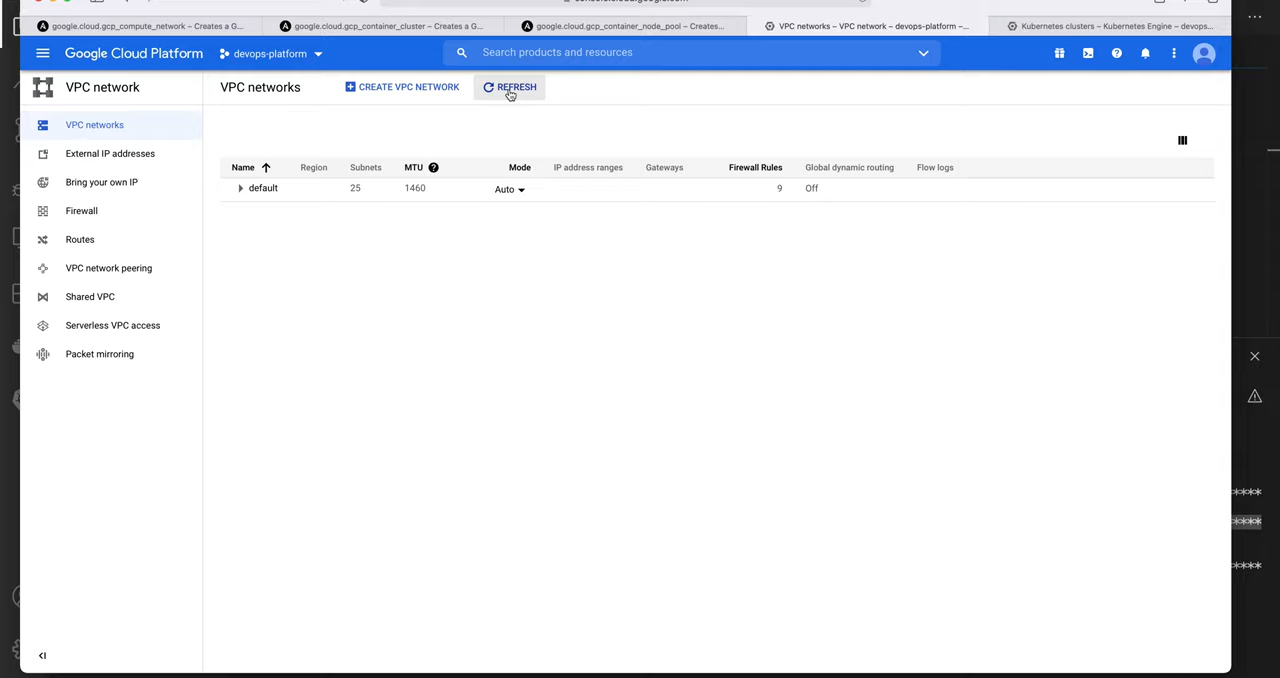 google.cloud.gcp_compute_network – Creates a G... google.cloud.gcp_container_cluster – Creates a G... google.cloud.gcp_container_node_pool – Creates... VPC networks – VPC network – devops-platform –... Kubernetes clusters – Kubernetes Engine – devops...
Google Cloud Platform devops-platform Search products and resources
VPC network VPC networks CREATE VPC NETWORK REFRESH
VPC networks
External IP addresses
Bring your own IP
Firewall
Routes
VPC network peering
Shared VPC
Serverless VPC access
Packet mirroring
Name Region Subnets MTU Mode IP address ranges Gateways Firewall Rules Global dynamic routing Flow logs
default 25 1460 Auto 9 Off
****
****
****